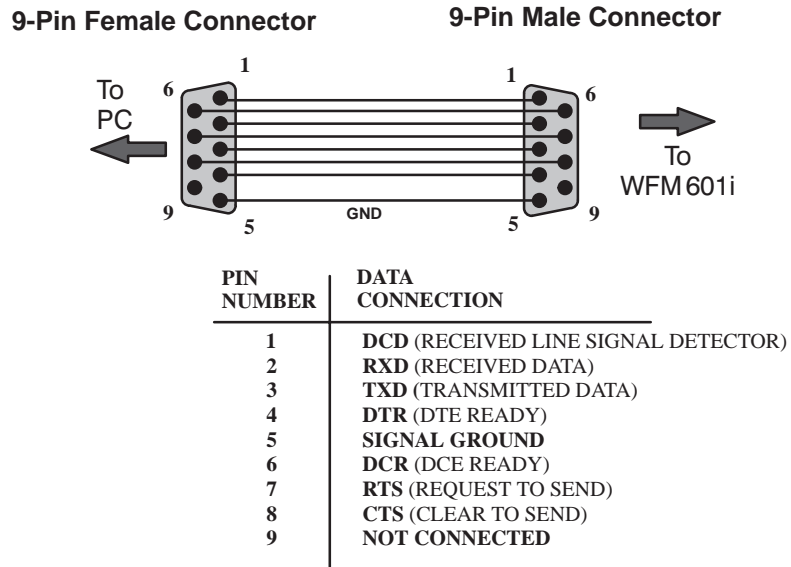 9-Pin Female Connector
9-Pin Male Connector
To
PC
6
1
1
6
To
WFM 601i
9
5
GND
5
9
PIN
NUMBER
DATA
CONNECTION
1 DCD (RECEIVED LINE SIGNAL DETECTOR)
2 RXD (RECEIVED DATA)
3 TXD (TRANSMITTED DATA)
4 DTR (DTE READY)
5 SIGNAL GROUND
6 DCR (DCE READY)
7 RTS (REQUEST TO SEND)
8 CTS (CLEAR TO SEND)
9 NOT CONNECTED